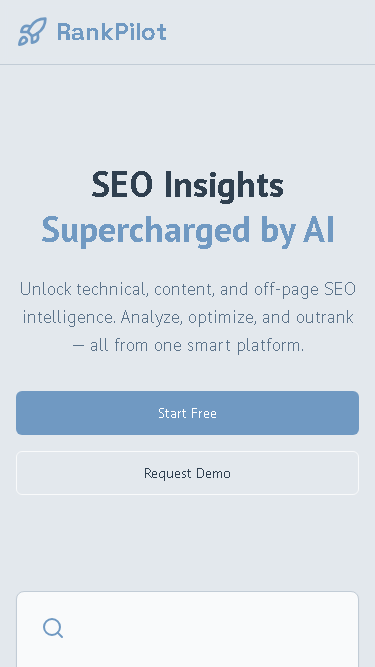 RankPilot
SEO Insights
Supercharged by AI
Unlock technical, content, and off-page SEO
intelligence. Analyze, optimize, and outrank
— all from one smart platform.
Start Free
Request Demo